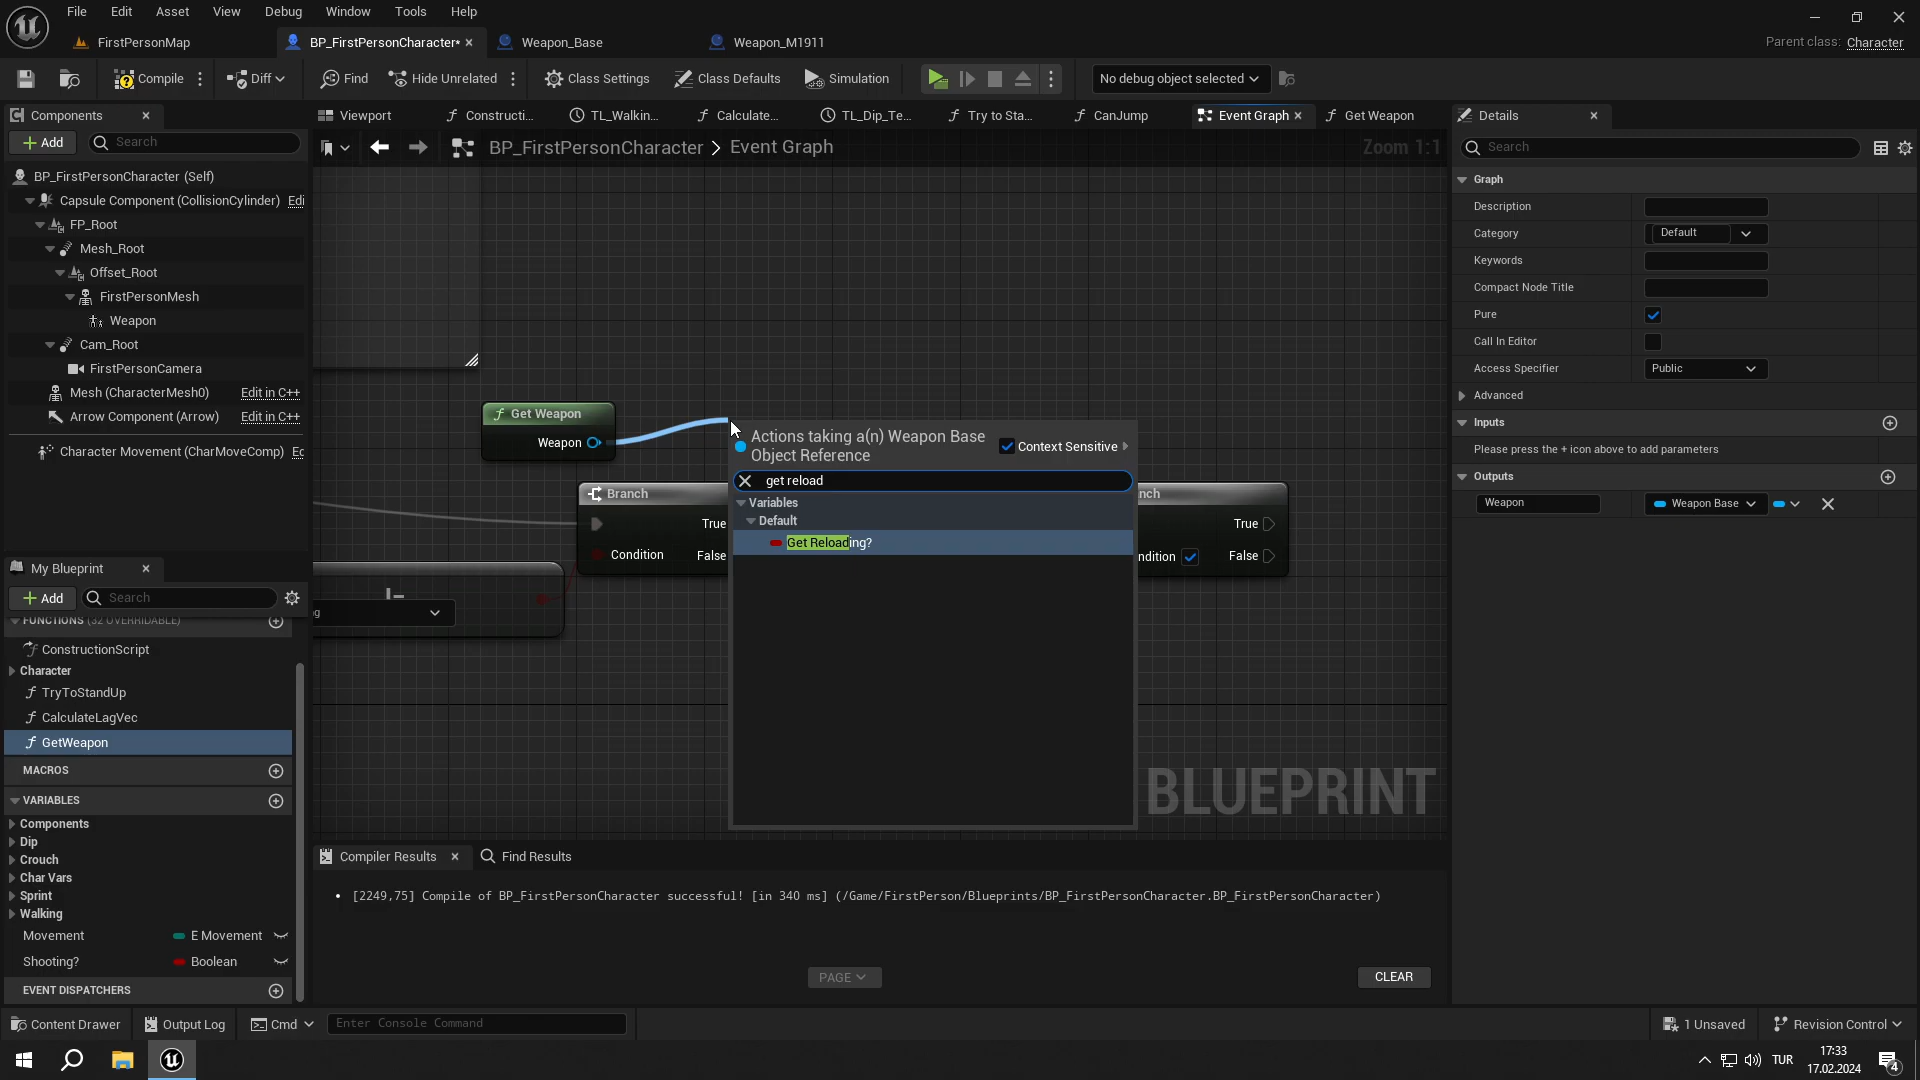 File Edit Asset View Debug Window Tools Help
FirstPersonMap
BP_FirstPersonCharacter*
Weapon_Base
Weapon_M1911
Parent class: Character
Compile
Diff
Find
Hide Unrelated
Class Settings
Class Defaults
Simulation
No debug object selected
Components
Add
Search
BP_FirstPersonCharacter (Self)
Capsule Component (CollisionCylinder) Edi
FP_Root
Mesh_Root
Offset_Root
FirstPersonMesh
Weapon
Cam_Root
FirstPersonCamera
Mesh (CharacterMesh0) Edit in C++
Arrow Component (Arrow) Edit in C++
Character Movement (CharMoveComp) Ec
My Blueprint
Add
Search
FUNCTIONS (32 OVERRIDABLE)
ConstructionScript
Character
TryToStandUp
CalculateLagVec
GetWeapon
MACROS
VARIABLES
Components
Dip
Crouch
Char Vars
Sprint
Walking
Movement E Movement
Shooting? Boolean
EVENT DISPATCHERS
Viewport
Constructi...
TL_Walkin...
Calculate...
TL_Dip_Te...
Try to Sta...
CanJump
Event Graph
Get Weapon
BP_FirstPersonCharacter > Event Graph
Zoom 1:1
Get Weapon
Weapon
Branch
True
Condition
False
g
Actions taking a(n) Weapon Base
Object Reference
Context Sensitive
get reload
Variables
Default
Get Reloading?
nch
True
ndition
False
BLUEPRINT
Compiler Results
Find Results
[2249,75] Compile of BP_FirstPersonCharacter successful! [in 340 ms] (/Game/FirstPerson/Blueprints/BP_FirstPersonCharacter.BP_FirstPersonCharacter)
PAGE
CLEAR
Details
Search
Graph
Description
Category Default
Keywords
Compact Node Title
Pure
Call In Editor
Access Specifier Public
Advanced
Inputs
Please press the + icon above to add parameters
Outputs
Weapon Weapon Base
Content Drawer
Output Log
Cmd
Enter Console Command
1 Unsaved
Revision Control
TUR
17:33
17.02.2024
4